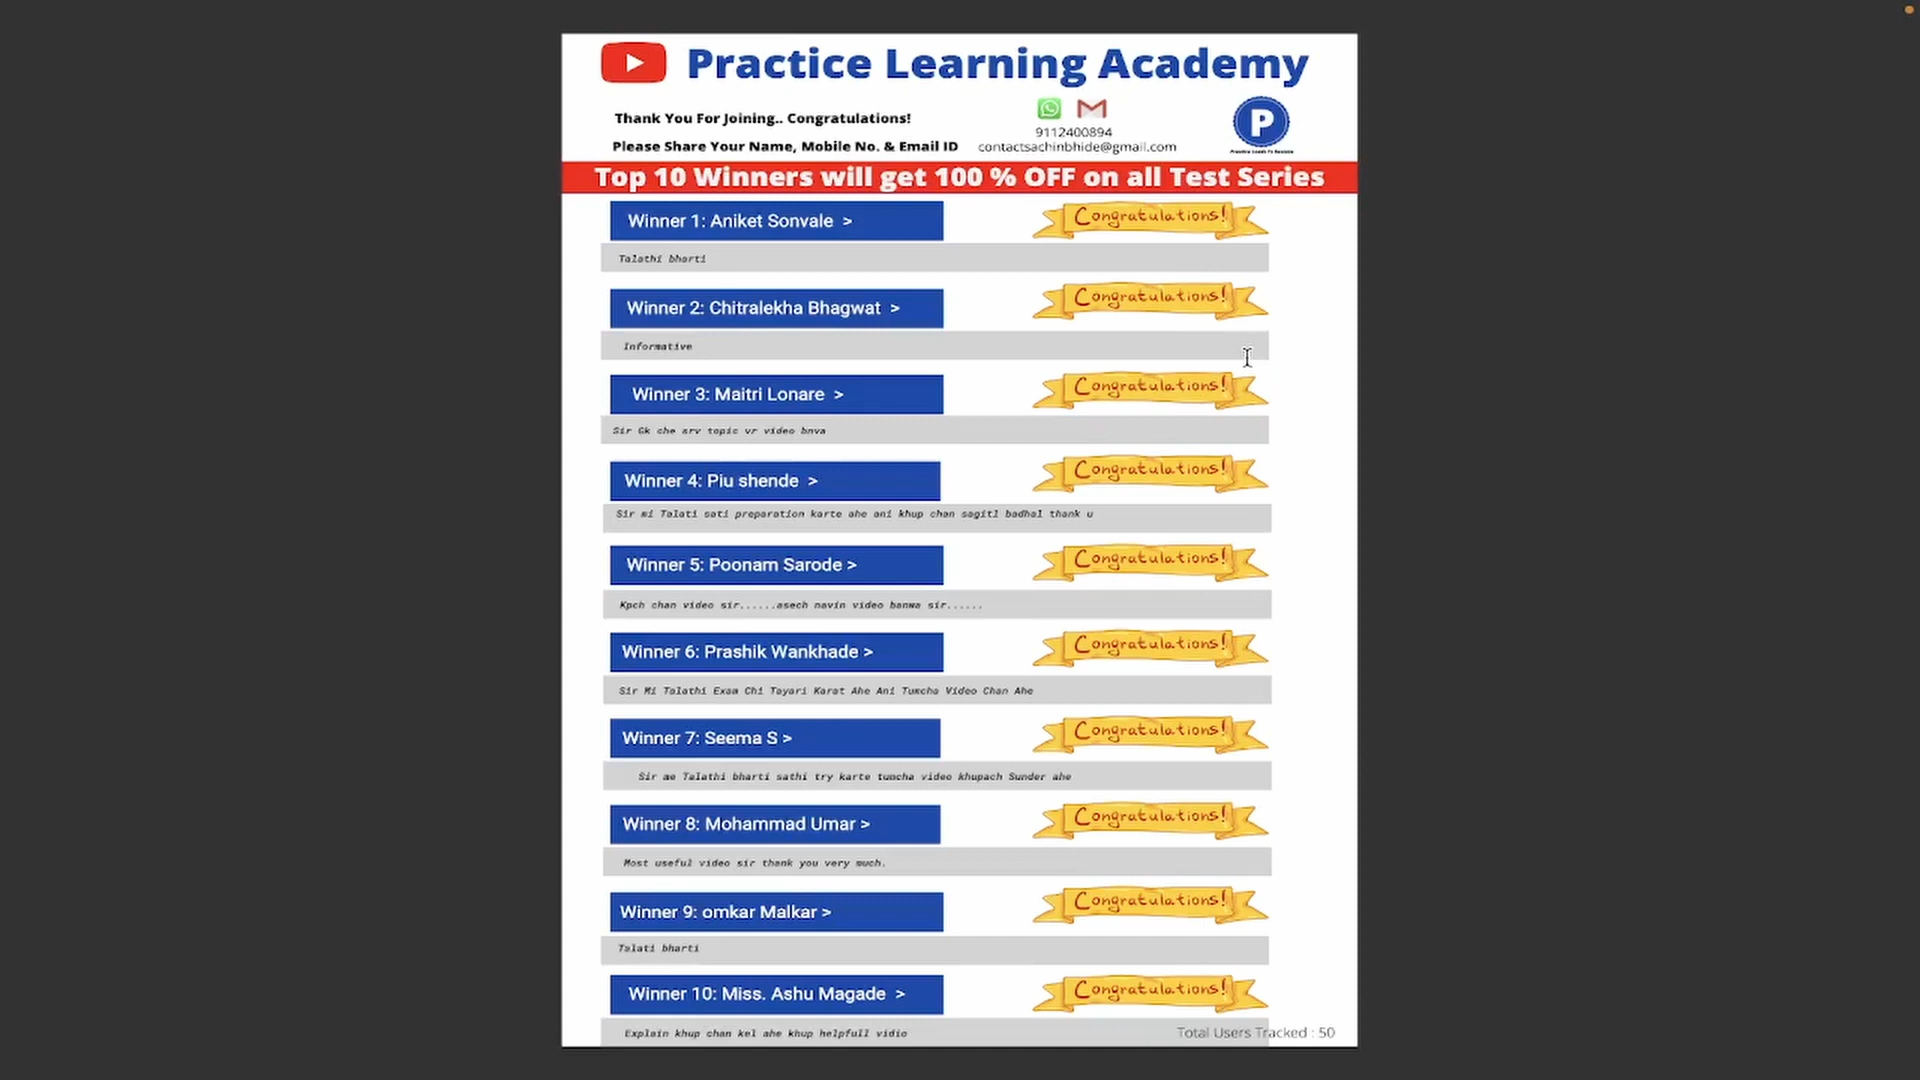 Practice Learning Academy
Thank You For Joining.. Congratulations!
9112400894
P
Please Share Your Name, Mobile No. & Email ID
contactsachinbhide@gmail.com
Top 10 Winners will get 100 % OFF on all Test Series
Winner 1: Aniket Sonvale >
Congratulations!
Talathi bharti
Winner 2: Chitralekha Bhagwat >
Congratulations!
Informative
Winner 3: Maitri Lonare >
Congratulations!
Sir Gk che srv topic vr video bnva
Winner 4: Piu shende >
Congratulations!
Sir mi Talati sati preparation karte ahe ani khup chan sagitl badhal thank u
Winner 5: Poonam Sarode >
Congratulations!
Kpch chan video sir......asech navin video banwa sir......
Winner 6: Prashik Wankhade >
Congratulations!
Sir Mi Talathi Exam Chi Tayari Karat Ahe Ani Tumcha Video Chan Ahe
Winner 7: Seema S >
Congratulations!
Sir me Talathi bharti sathi try karte tumcha video khupach Sunder ahe
Winner 8: Mohammad Umar >
Congratulations!
Most useful video sir thank you very much.
Winner 9: omkar Malkar >
Congratulations!
Talati bharti
Winner 10: Miss. Ashu Magade >
Congratulations!
Explain khup chan kel ahe khup helpfull vidio
Total Users Tracked : 50